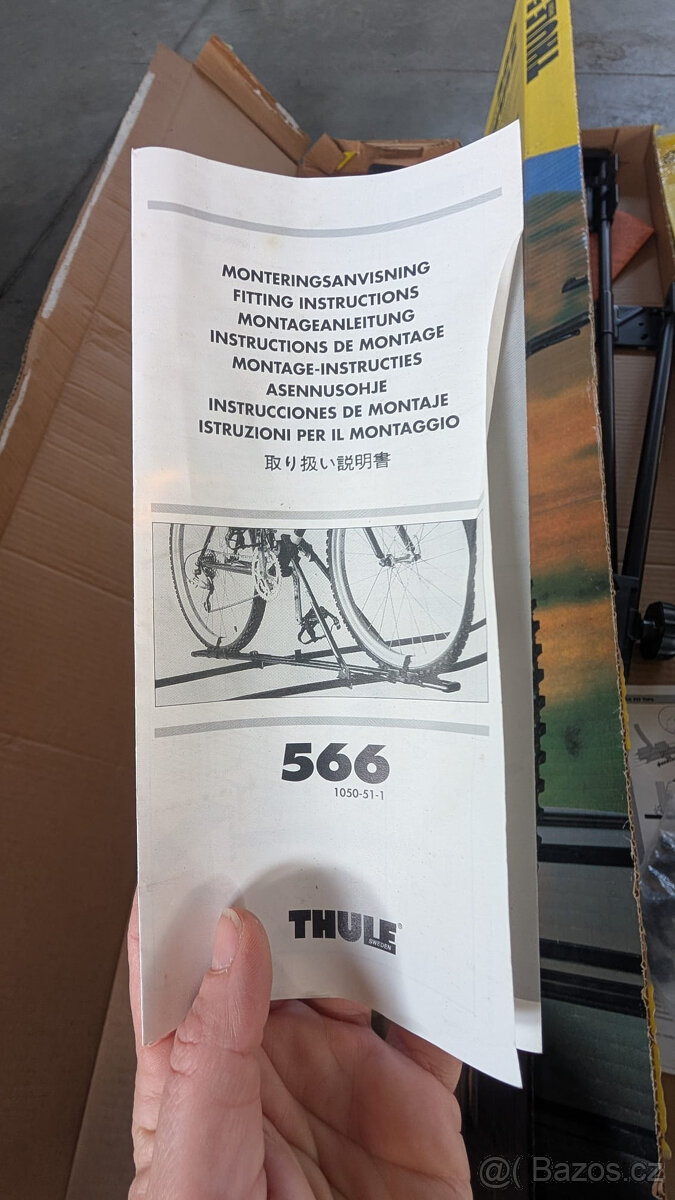 THULE
MONTERINGSANVISNING
FITTING INSTRUCTIONS
MONTAGEANLEITUNG
INSTRUCTIONS DE MONTAGE
MONTAGE-INSTRUCTIES
ASENNUSOHJE
INSTRUCCIONES DE MONTAJE
ISTRUZIONI PER IL MONTAGGIO
取り扱い説明書
566
1050-51-1
THULE®
SWEDEN
@( Bazos.cz